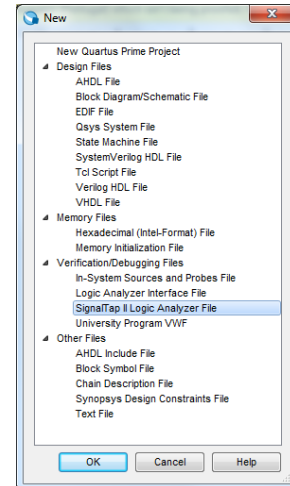 New
New Quartus Prime Project
Design Files
AHDL File
Block Diagram/Schematic File
EDIF File
Qsys System File
State Machine File
SystemVerilog HDL File
Tcl Script File
Verilog HDL File
VHDL File
Memory Files
Hexadecimal (Intel-Format) File
Memory Initialization File
Verification/Debugging Files
In-System Sources and Probes File
Logic Analyzer Interface File
SignalTap II Logic Analyzer File
University Program VWF
Other Files
AHDL Include File
Block Symbol File
Chain Description File
Synopsys Design Constraints File
Text File
OK Cancel Help